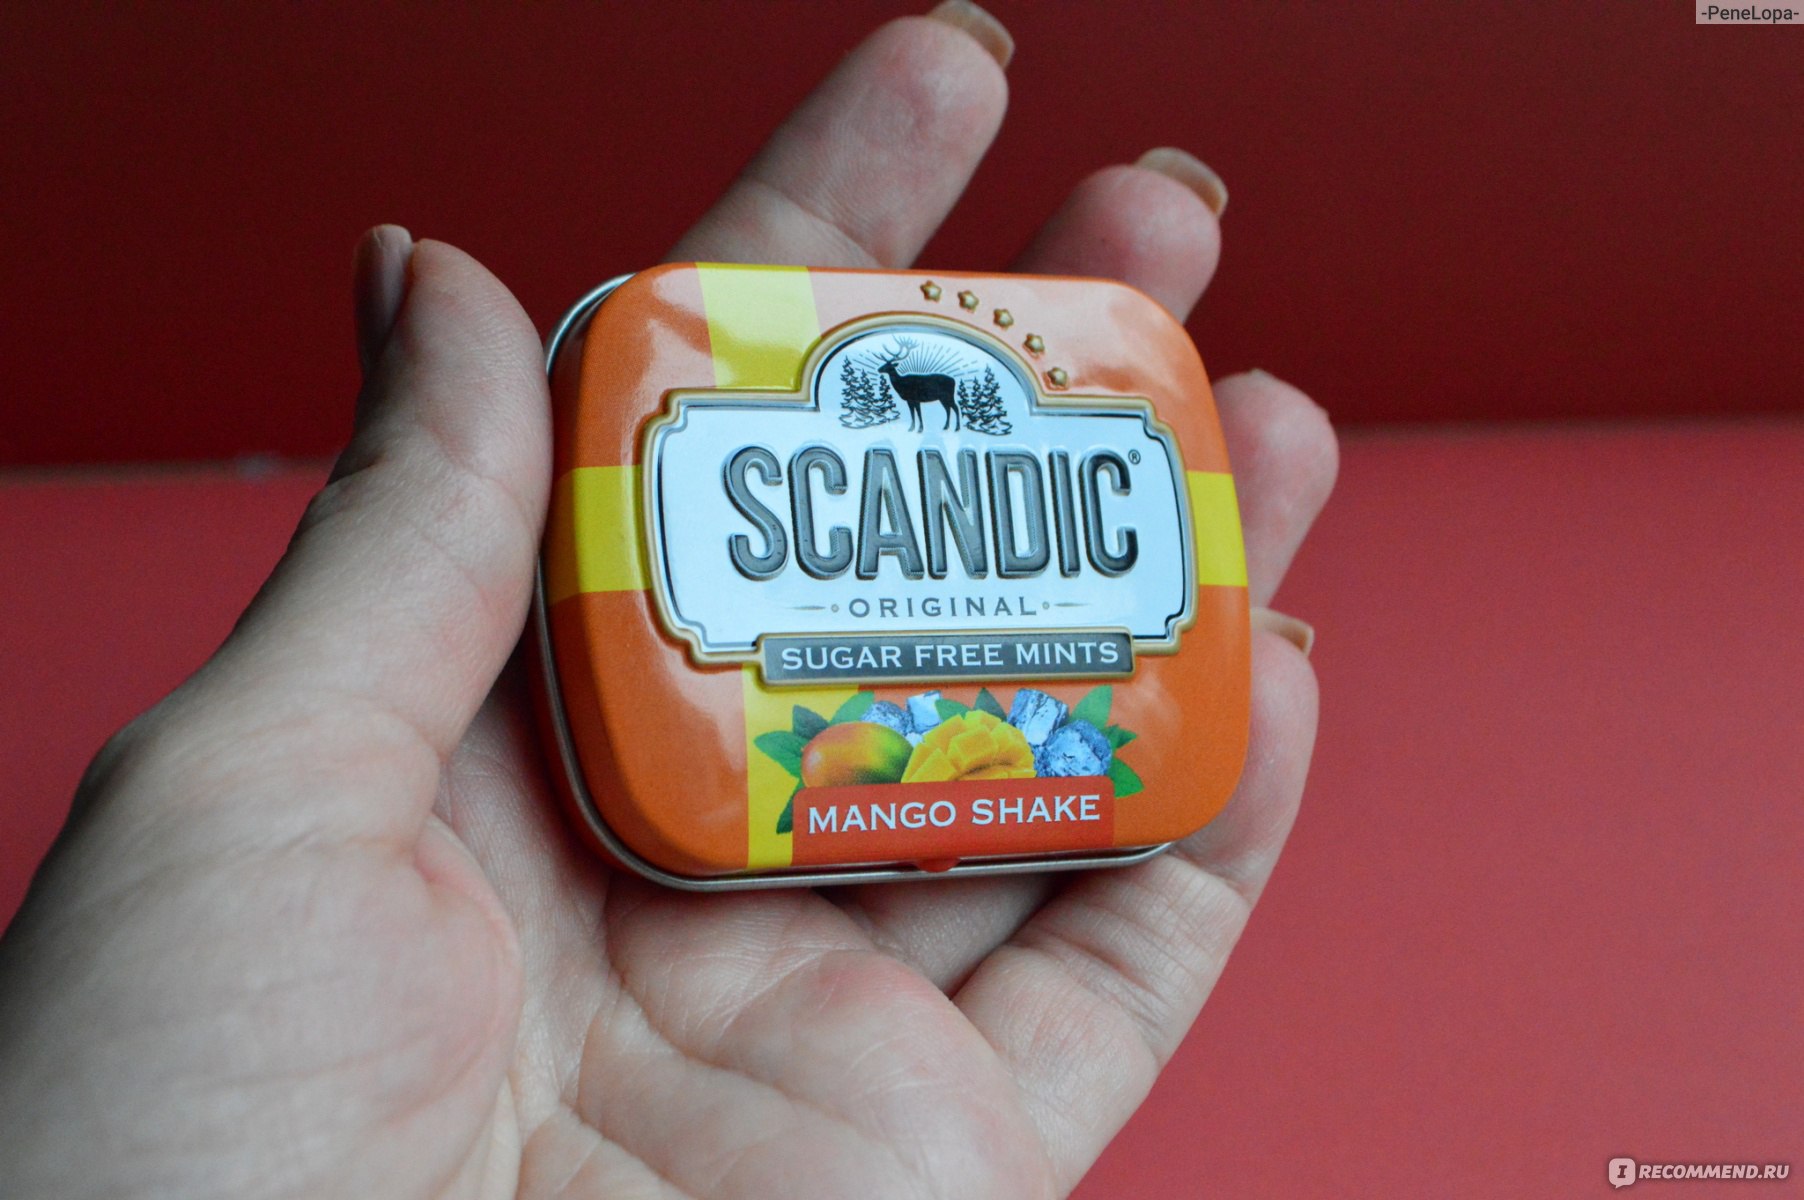 -PeneLopa-
SCANDIC®
ORIGINAL
SUGAR FREE MINTS
MANGO SHAKE
IRECOMMEND.RU